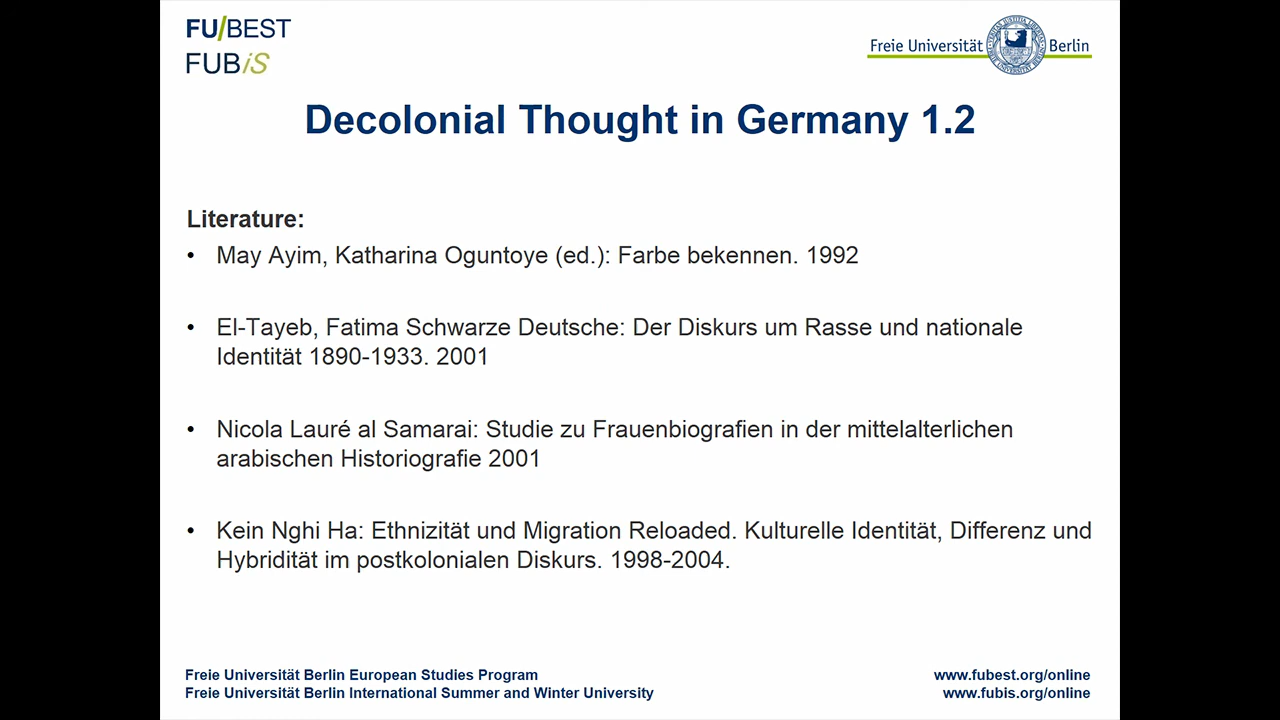 FU/BEST
FUBiS
Freie Universität Berlin
Decolonial Thought in Germany 1.2
Literature:
• May Ayim, Katharina Oguntoye (ed.): Farbe bekennen. 1992
• El-Tayeb, Fatima Schwarze Deutsche: Der Diskurs um Rasse und nationale
Identität 1890-1933. 2001
• Nicola Lauré al Samarai: Studie zu Frauenbiografien in der mittelalterlichen
arabischen Historiografie 2001
• Kein Nghi Ha: Ethnizität und Migration Reloaded. Kulturelle Identität, Differenz und
Hybridität im postkolonialen Diskurs. 1998-2004.
Freie Universität Berlin European Studies Program
Freie Universität Berlin International Summer and Winter University
www.fubest.org/online
www.fubis.org/online